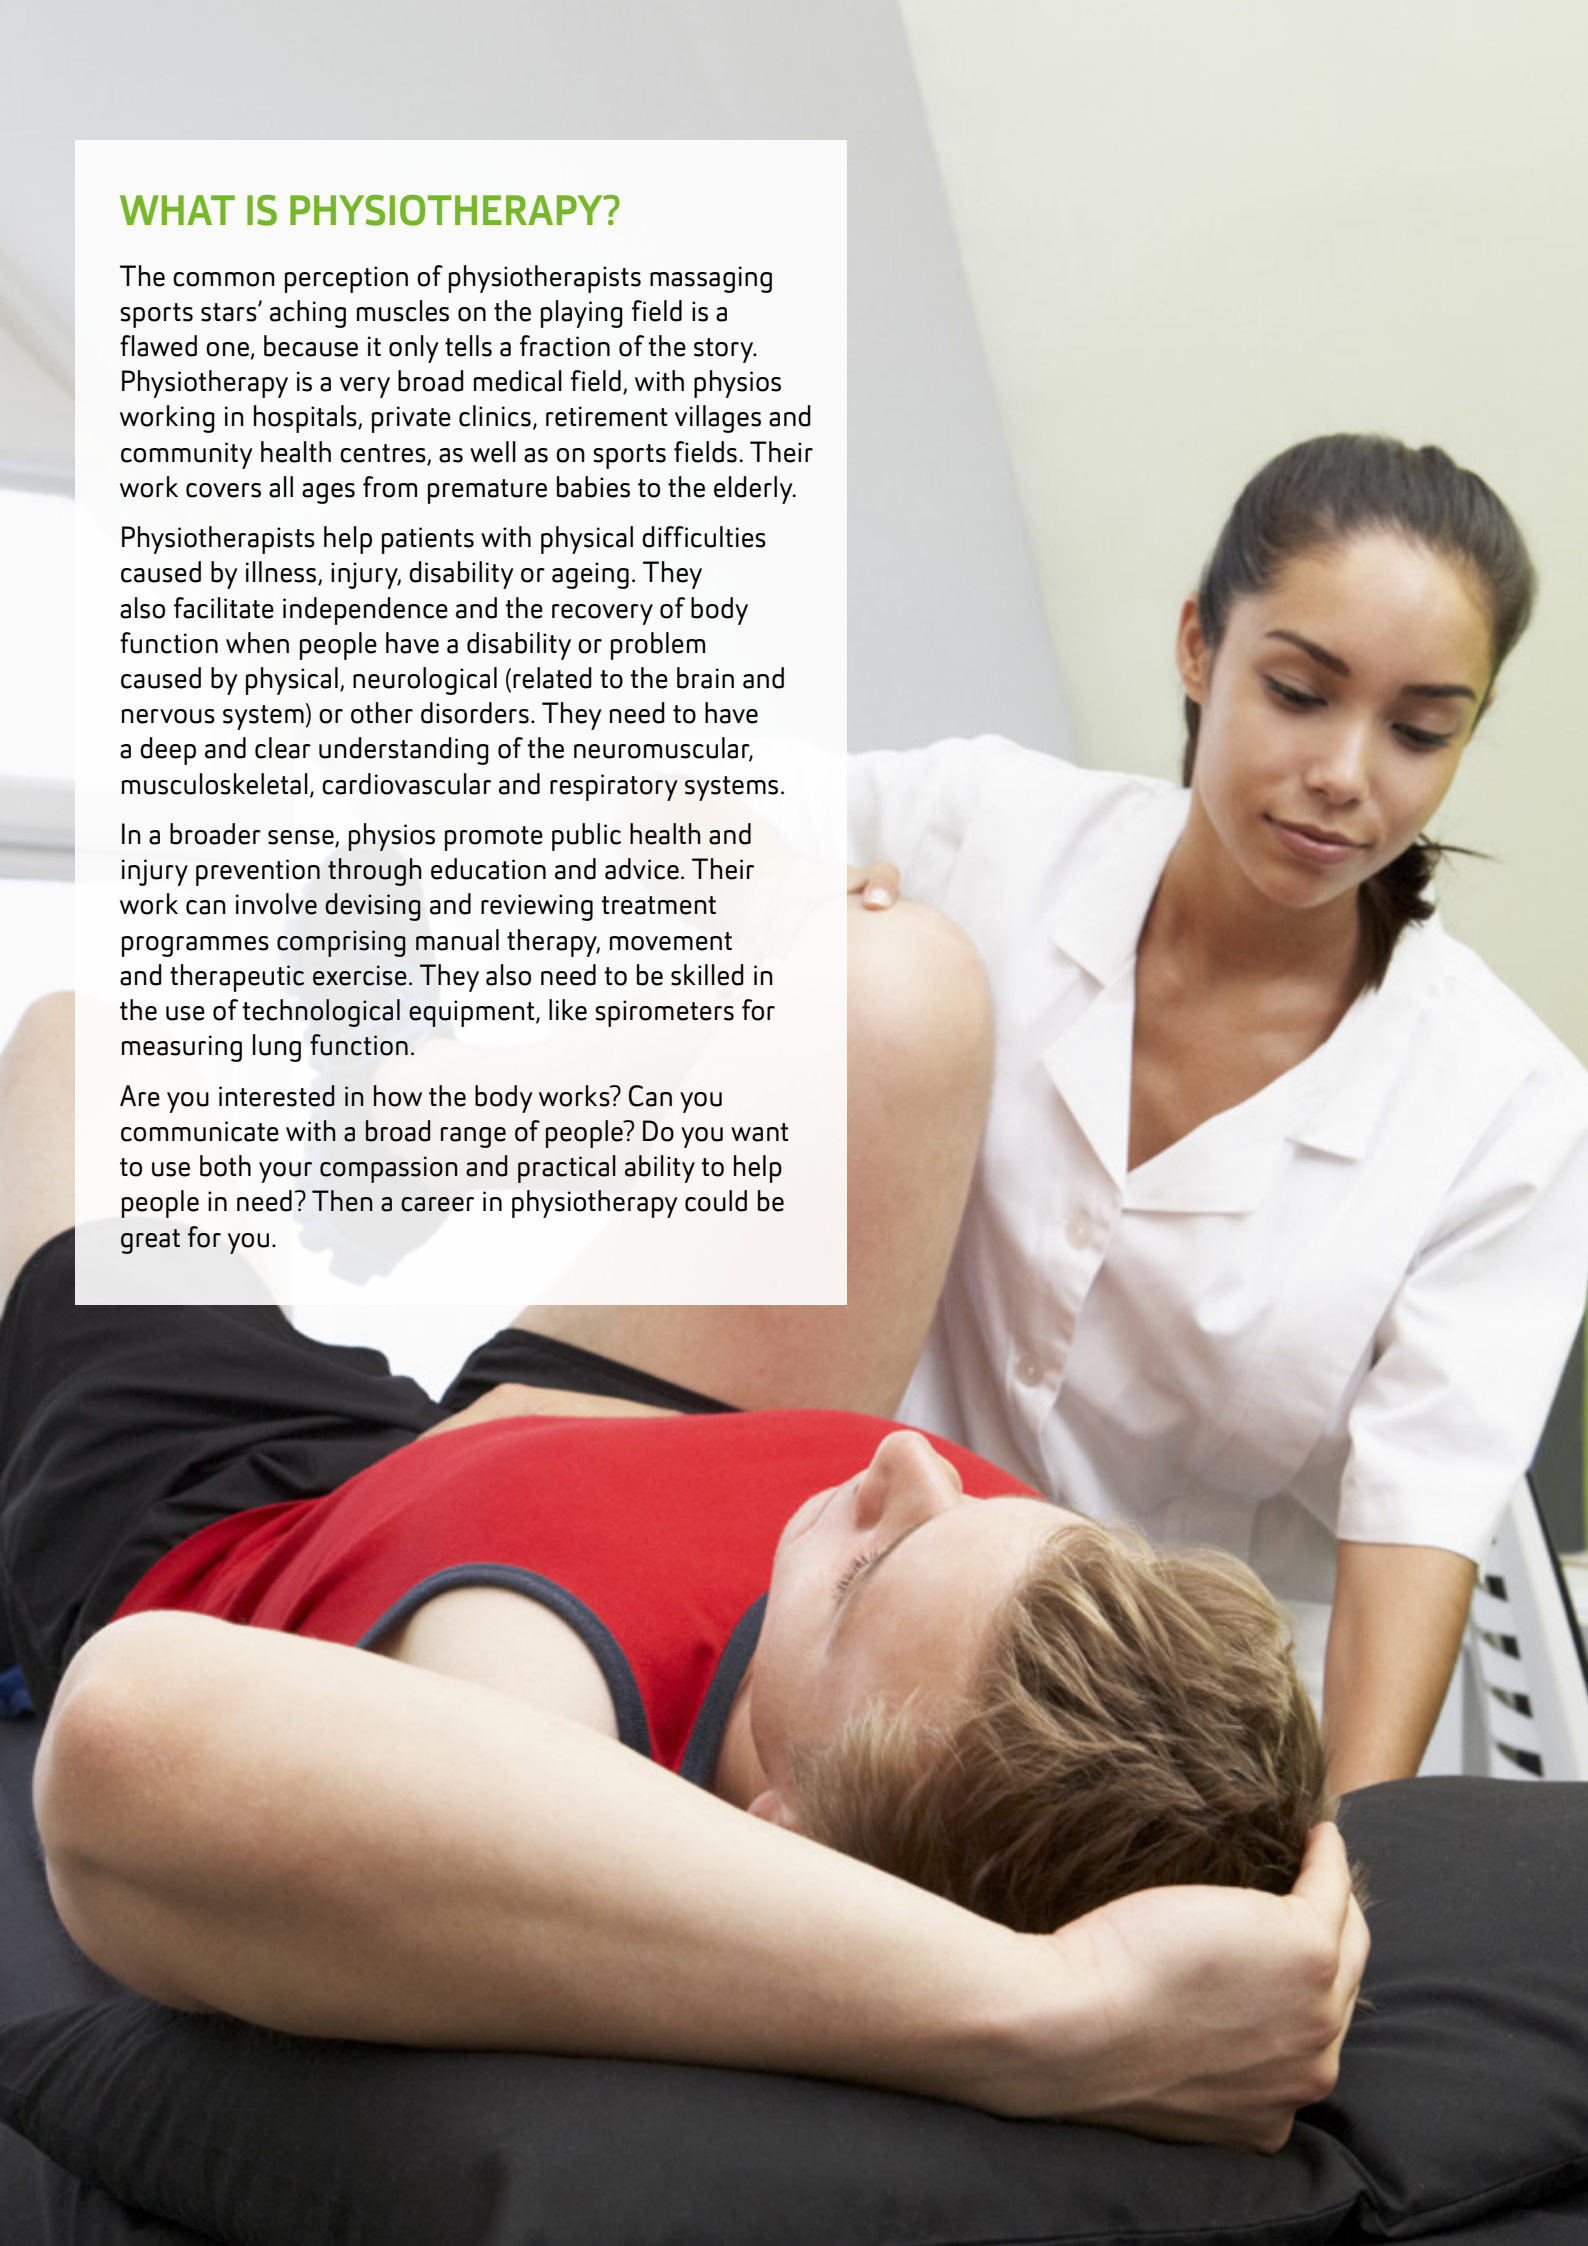 WHAT IS PHYSIOTHERAPY?
The common perception of physiotherapists massaging
sports stars’ aching muscles on the playing field is a
flawed one, because it only tells a fraction of the story.
Physiotherapy is a very broad medical field, with physios
working in hospitals, private clinics, retirement villages and
community health centres, as well as on sports fields. Their
work covers all ages from premature babies to the elderly.
Physiotherapists help patients with physical difficulties
caused by illness, injury, disability or ageing. They
also facilitate independence and the recovery of body
function when people have a disability or problem
caused by physical, neurological (related to the brain and
nervous system) or other disorders. They need to have
a deep and clear understanding of the neuromuscular,
musculoskeletal, cardiovascular and respiratory systems.
In a broader sense, physios promote public health and
injury prevention through education and advice. Their
work can involve devising and reviewing treatment
programmes comprising manual therapy, movement
and therapeutic exercise. They also need to be skilled in
the use of technological equipment, like spirometers for
measuring lung function.
Are you interested in how the body works? Can you
communicate with a broad range of people? Do you want
to use both your compassion and practical ability to help
people in need? Then a career in physiotherapy could be
great for you.